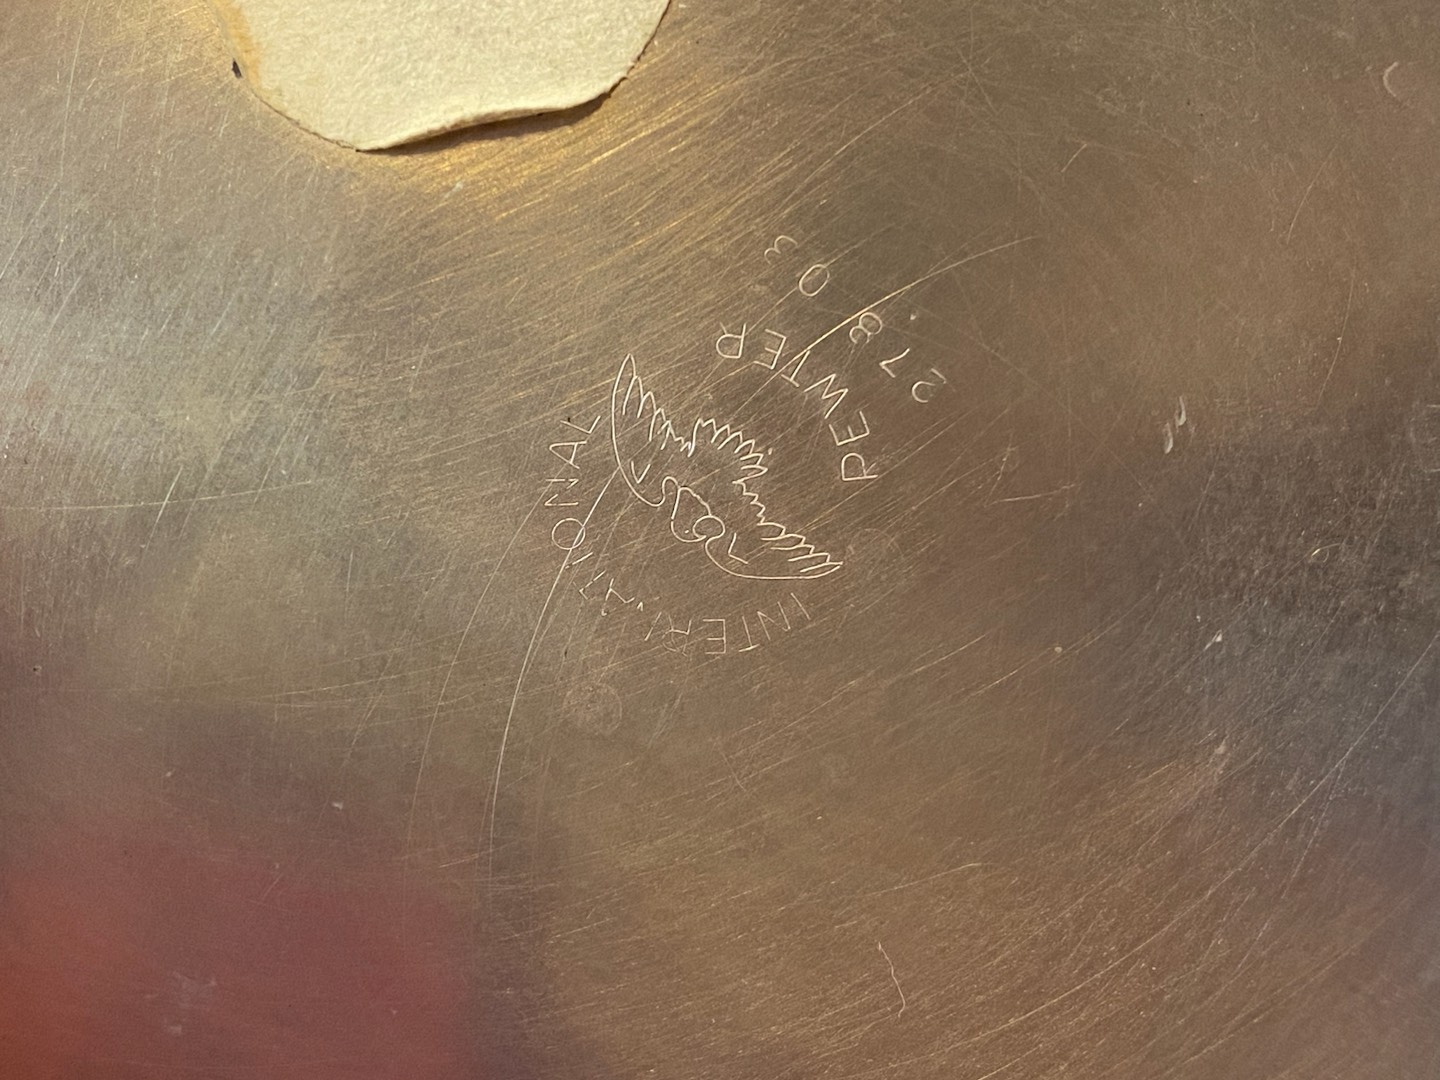 INTERNATIONAL
PEWTER
278 03